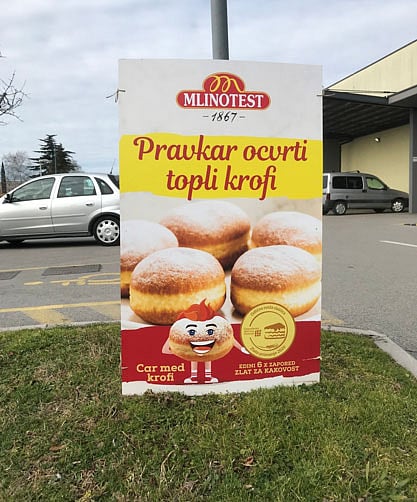 MLINOTEST
- 1867 -
Pravkar ocvrti
topli krofi
Car med
krofi
EDINI 6 X ZAPORED
ZLAT ZA KAKOVOST